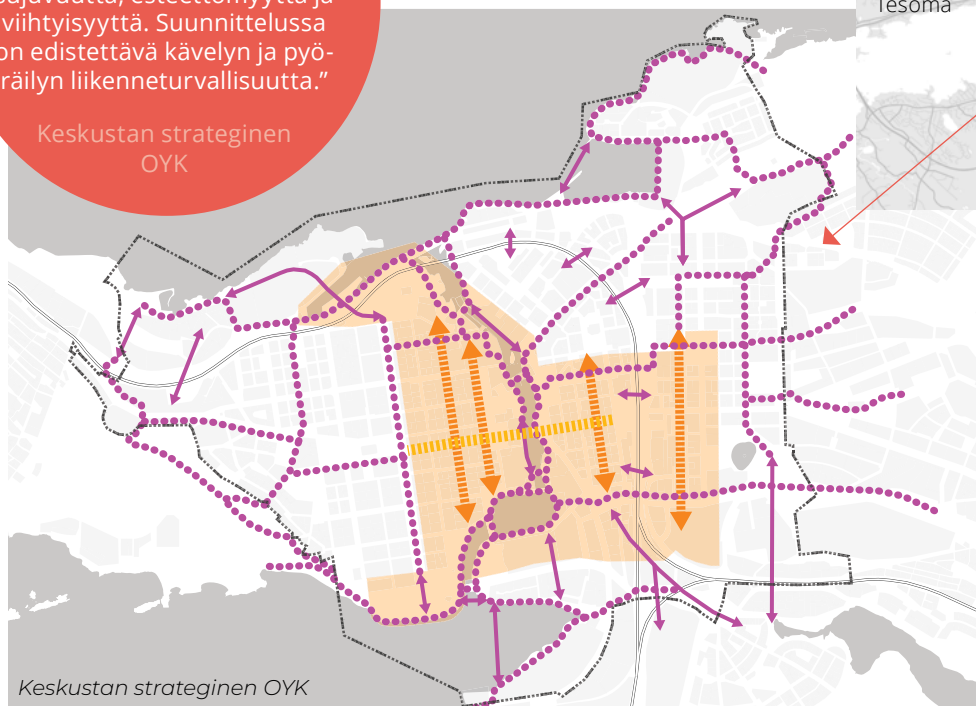 viihtyisyyttä. Suunnittelussa
on edistettävä kävelyn ja pyö-
räilyn liikenneturvallisuutta.”
Keskustan strateginen
OYK
Tesoma
Keskustan strateginen OYK